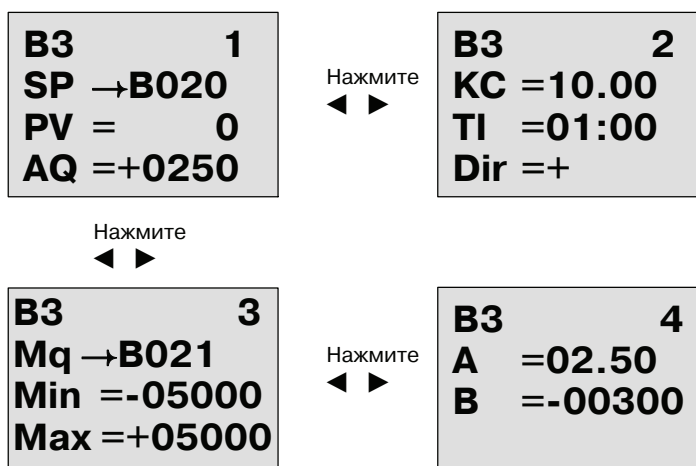 B3 1
SP →B020
PV = 0
AQ =+0250
Нажмите
◀ ▶
B3 2
KC =10.00
TI =01:00
Dir =+
Нажмите
◀ ▶
B3 3
Mq →B021
Min =-05000
Max =+05000
Нажмите
◀ ▶
B3 4
A =02.50
B =-00300